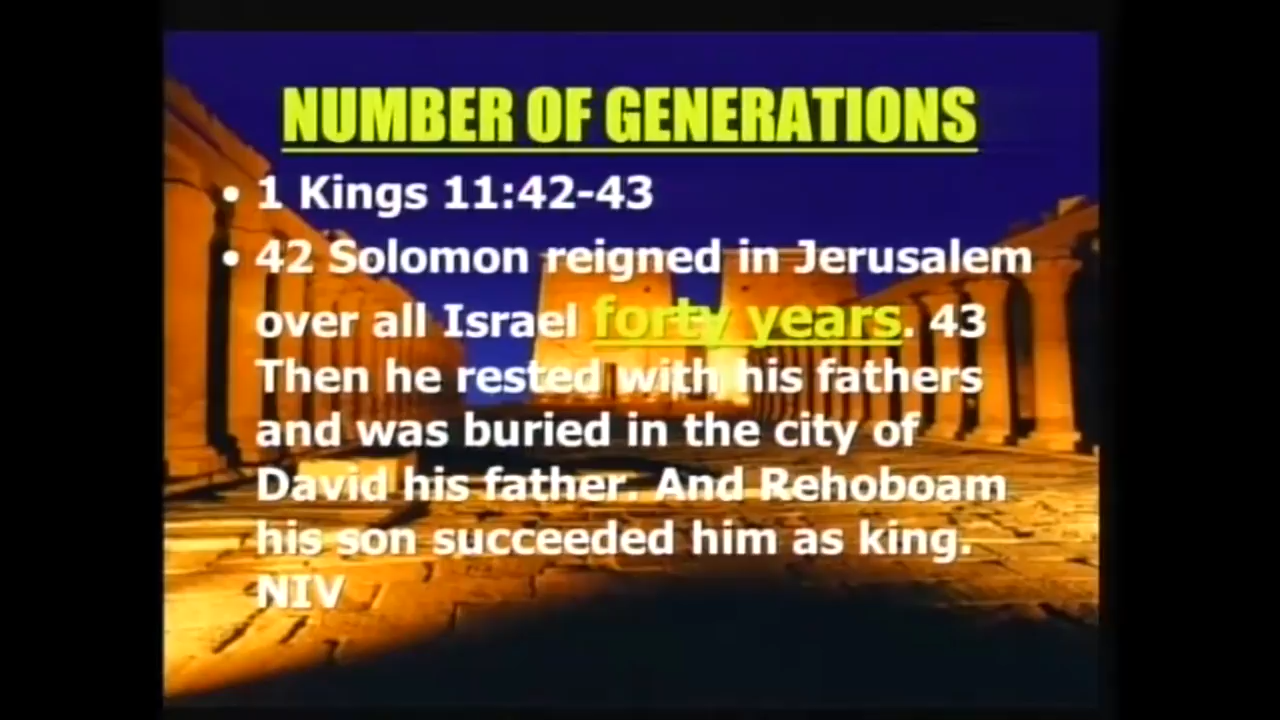 NUMBER OF GENERATIONS
• 1 Kings 11:42-43
• 42 Solomon reigned in Jerusalem
over all Israel forty years. 43
Then he rested with his fathers
and was buried in the city of
David his father. And Rehoboam
his son succeeded him as king.
NIV